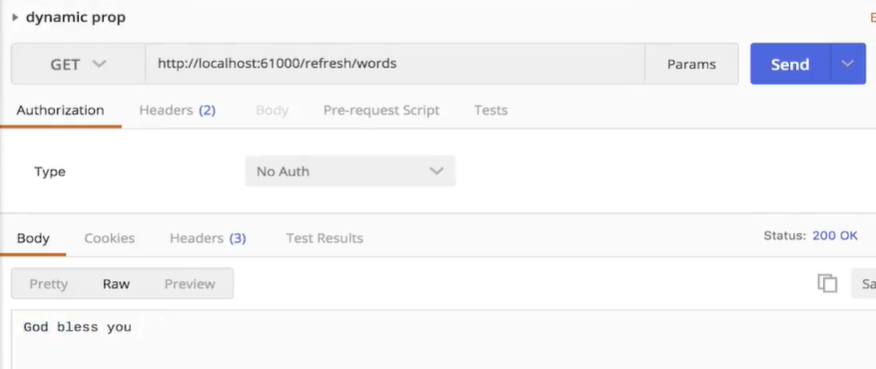 dynamic prop
GET http://localhost:61000/refresh/words Params Send
Authorization Headers (2) Body Pre-request Script Tests
Type No Auth
Body Cookies Headers (3) Test Results Status: 200 OK
Pretty Raw Preview Sa
God bless you